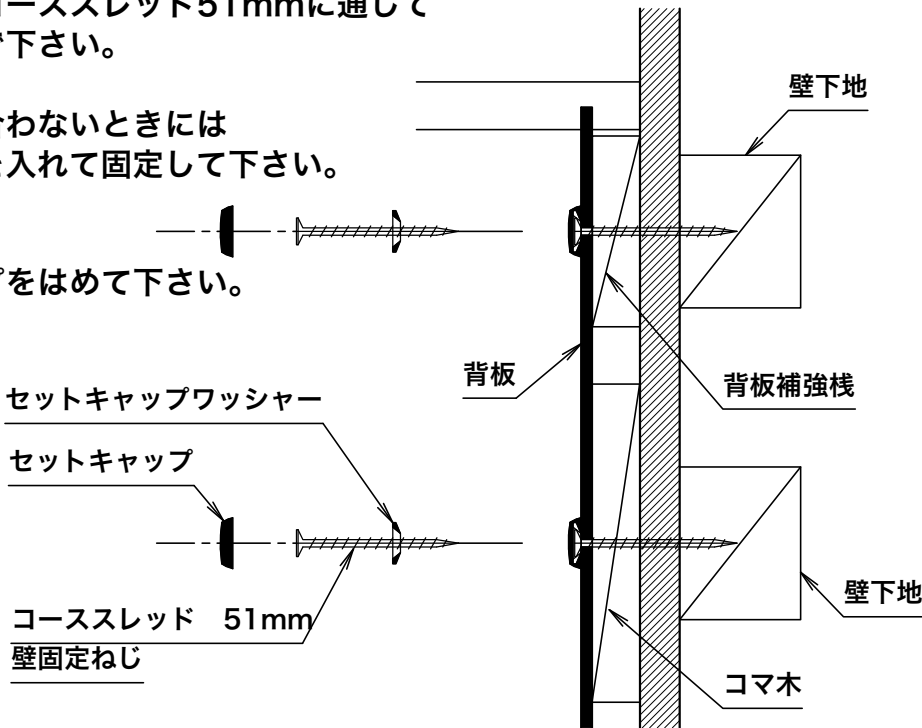 コーススレッド51mmに通して
下さい。
合わないときには
入れて固定して下さい。
をはめて下さい。
壁下地
背板
背板補強桟
セットキャップワッシャー
セットキャップ
コーススレッド 51mm
壁固定ねじ
壁下地
コマ木